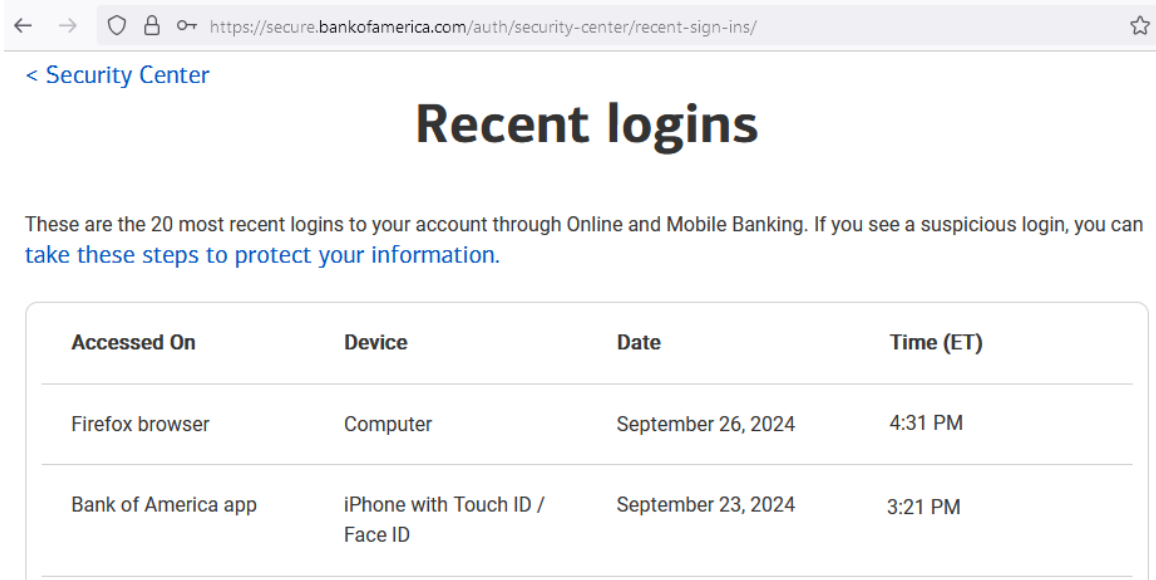 https://secure.bankofamerica.com/auth/security-center/recent-sign-ins/
< Security Center
Recent logins
These are the 20 most recent logins to your account through Online and Mobile Banking. If you see a suspicious login, you can
take these steps to protect your information.
Accessed On Device Date Time (ET)
Firefox browser Computer September 26, 2024 4:31 PM
Bank of America app iPhone with Touch ID / September 23, 2024 3:21 PM
Face ID